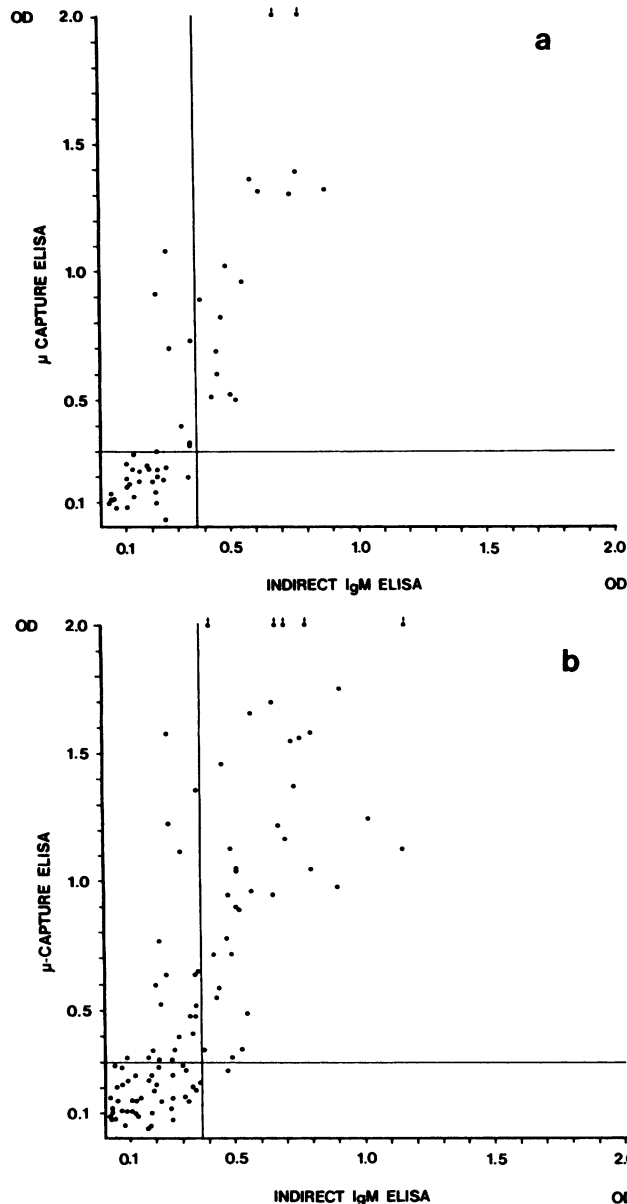 OD
2.0
a
1.5
μ CAPTURE ELISA
1.0
0.5
0.1
0.1 0.5 1.0 1.5 2.0
INDIRECT IgM ELISA OD
OD
2.0
b
1.5
μ-CAPTURE ELISA
1.0
0.5
0.1
0.1 0.5 1.0 1.5 2.
INDIRECT IgM ELISA